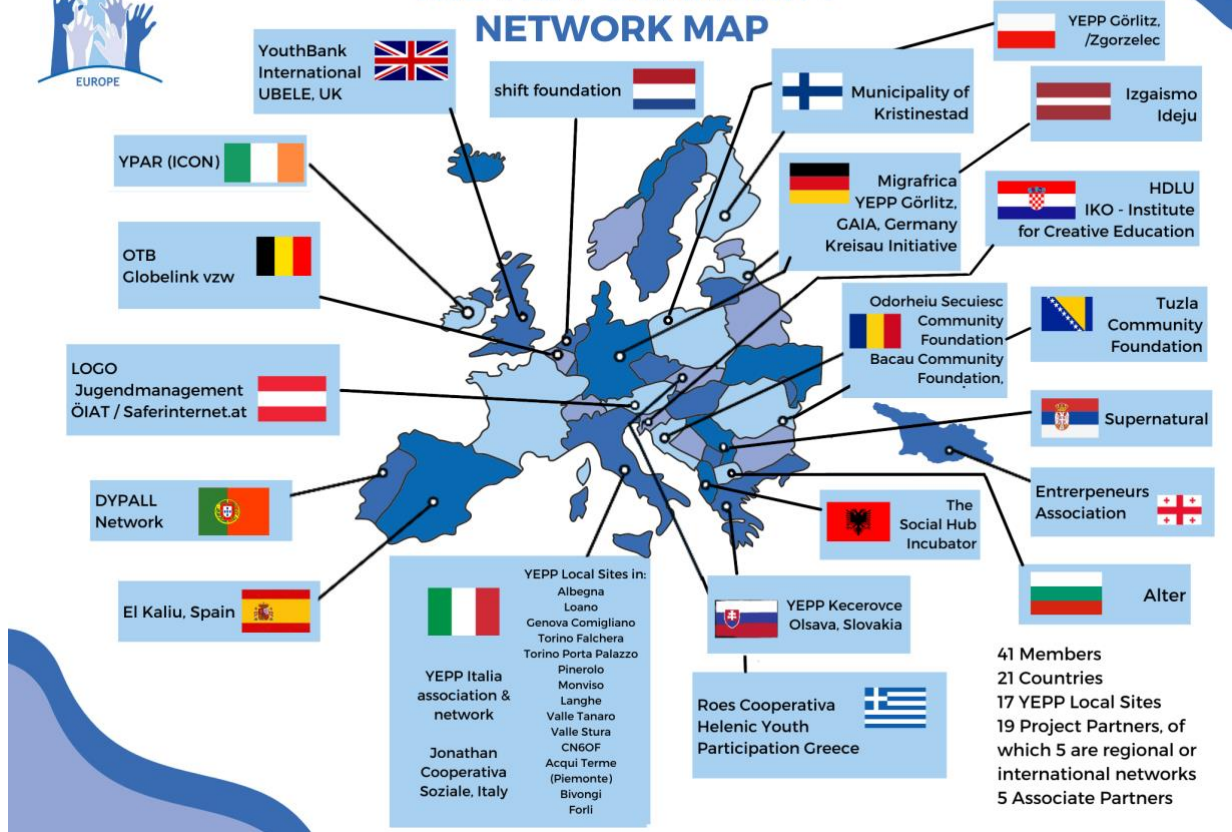 EUROPE
NETWORK MAP
YouthBank
International
UBELE, UK
shift foundation
YEPP Görlitz,
/Zgorzelec
Municipality of
Kristinestad
Izgaismo
Ideju
YPAR (ICON)
Migrafrica
YEPP Görlitz,
GAIA, Germany
Kreisau Initiative
HDLU
IKO - Institute
for Creative Education
OTB
Globelink vzw
Odorheiu Secuiesc
Community
Foundation
Bacau Community
Foundation,
Tuzla
Community
Foundation
LOGO
Jugendmanagement
ÖIAT / Saferinternet.at
Supernatural
DYPALL
Network
Entrerpeneurs
Association
The
Social Hub
Incubator
El Kaliu, Spain
YEPP Italia
association &
network
Jonathan
Cooperativa
Soziale, Italy
YEPP Local Sites in:
Albegna
Loano
Genova Comigliano
Torino Falchera
Torino Porta Palazzo
Pinerolo
Monviso
Langhe
Valle Tanaro
Valle Stura
CN6OF
Acqui Terme
(Piemonte)
Bivongi
Forli
YEPP Kecerovce
Olsava, Slovakia
Alter
Roes Cooperativa
Helenic Youth
Participation Greece
41 Members
21 Countries
17 YEPP Local Sites
19 Project Partners, of
which 5 are regional or
international networks
5 Associate Partners